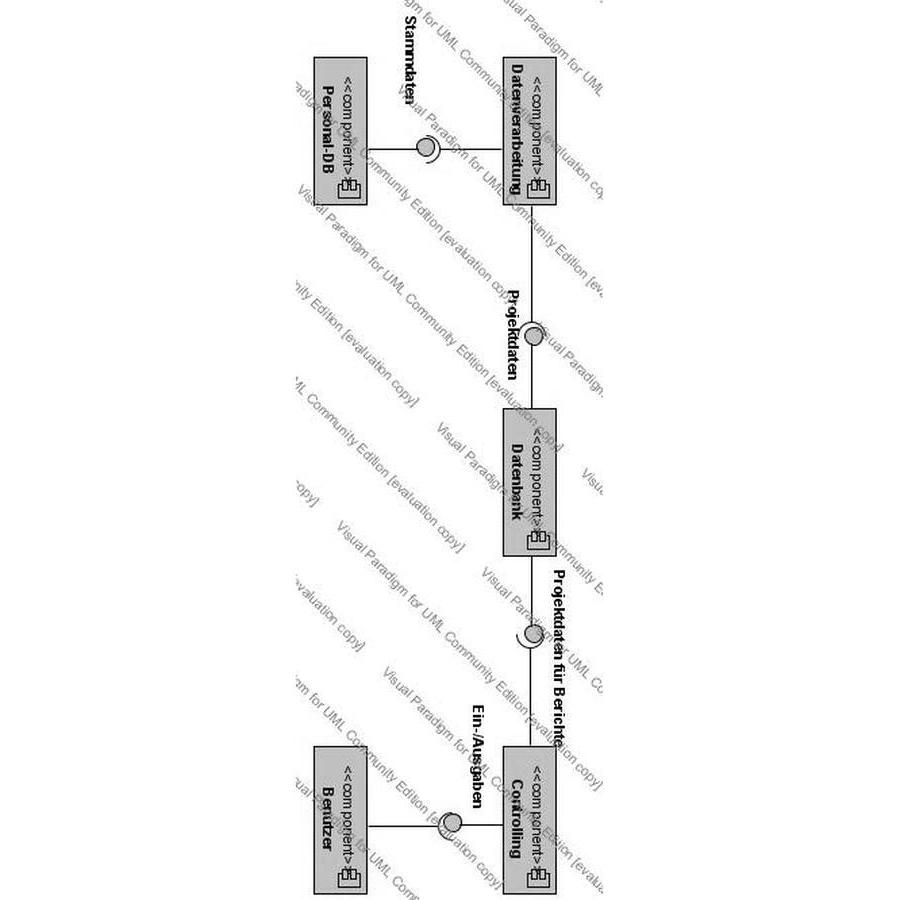 <<component>>
Datenverarbeitung
Projektdaten
<<component>>
Datenbank
Projektdaten für Berichte
<<component>>
Controlling
Stammdaten
Ein-/Ausgaben
<<component>>
Personal-DB
<<component>>
Benutzer
Visual Paradigm for UML Community Edition [evaluation copy]